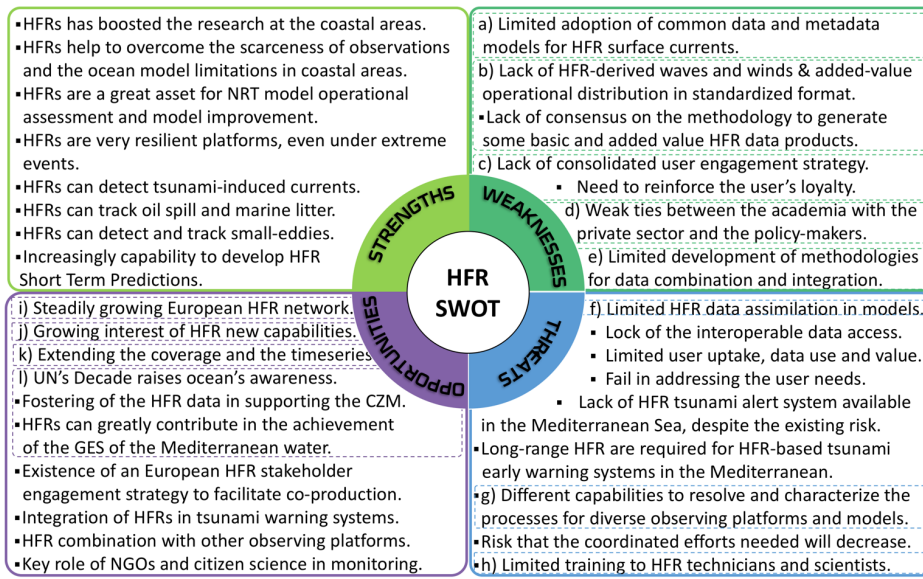 ▪HFRs has boosted the research at the coastal areas.
▪HFRs help to overcome the scarceness of observations
and the ocean model limitations in coastal areas.
▪HFRs are a great asset for NRT model operational
assessment and model improvement.
▪HFRs are very resilient platforms, even under extreme
events.
▪HFRs can detect tsunami-induced currents.
▪HFRs can track oil spill and marine litter.
▪HFRs can detect and track small-eddies.
▪Increasingly capability to develop HFR
Short Term Predictions.
STRENGTHS
a) Limited adoption of common data and metadata
models for HFR surface currents.
b) Lack of HFR-derived waves and winds & added-value
operational distribution in standardized format.
▪Lack of consensus on the methodology to generate
some basic and added value HFR data products.
c) Lack of consolidated user engagement strategy.
▪ Need to reinforce the user's loyalty.
d) Weak ties between the academia with the
private sector and the policy-makers.
e) Limited development of methodologies
for data combination and integration.
WEAKNESSES
HFR
SWOT
i) Steadily growing European HFR network.
j) Growing interest of HFR new capabilities.
k) Extending the coverage and the timeseries
l) UN's Decade raises ocean's awareness.
▪Fostering of the HFR data in supporting the CZM.
▪HFRs can greatly contribute in the achievement
of the GES of the Mediterranean water.
▪Existence of an European HFR stakeholder
engagement strategy to facilitate co-production.
▪Integration of HFRs in tsunami warning systems.
▪HFR combination with other observing platforms.
▪Key role of NGOs and citizen science in monitoring.
OPPORTUNITIES
f) Limited HFR data assimilation in models.
▪ Lock of the interoperable data access.
▪ Limited user uptake, data use and value.
▪ Fail in addressing the user needs.
▪ Lack of HFR tsunami alert system available
in the Mediterranean Sea, despite the existing risk.
▪Long-range HFR are required for HFR-based tsunami
early warning systems in the Mediterranean.
▪g) Different capabilities to resolve and characterize the
processes for diverse observing platforms and models.
▪Risk that the coordinated efforts needed will decrease.
▪h) Limited training to HFR technicians and scientists.
THREATS